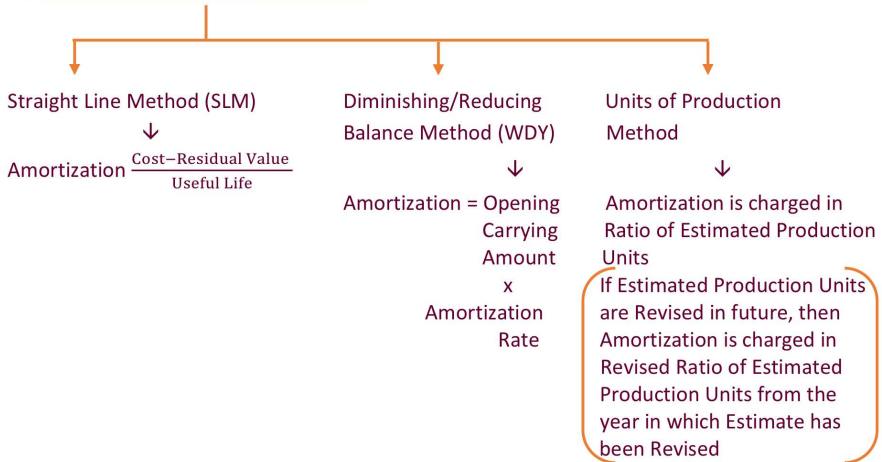 Straight Line Method (SLM)
↓
Amortization Cost−Residual Value / Useful Life
Diminishing/Reducing
Balance Method (WDY)
↓
Amortization = Opening
Carrying
Amount
x
Amortization
Rate
Units of Production
Method
↓
Amortization is charged in
Ratio of Estimated Production
Units
If Estimated Production Units
are Revised in future, then
Amortization is charged in
Revised Ratio of Estimated
Production Units from the
year in which Estimate has
been Revised